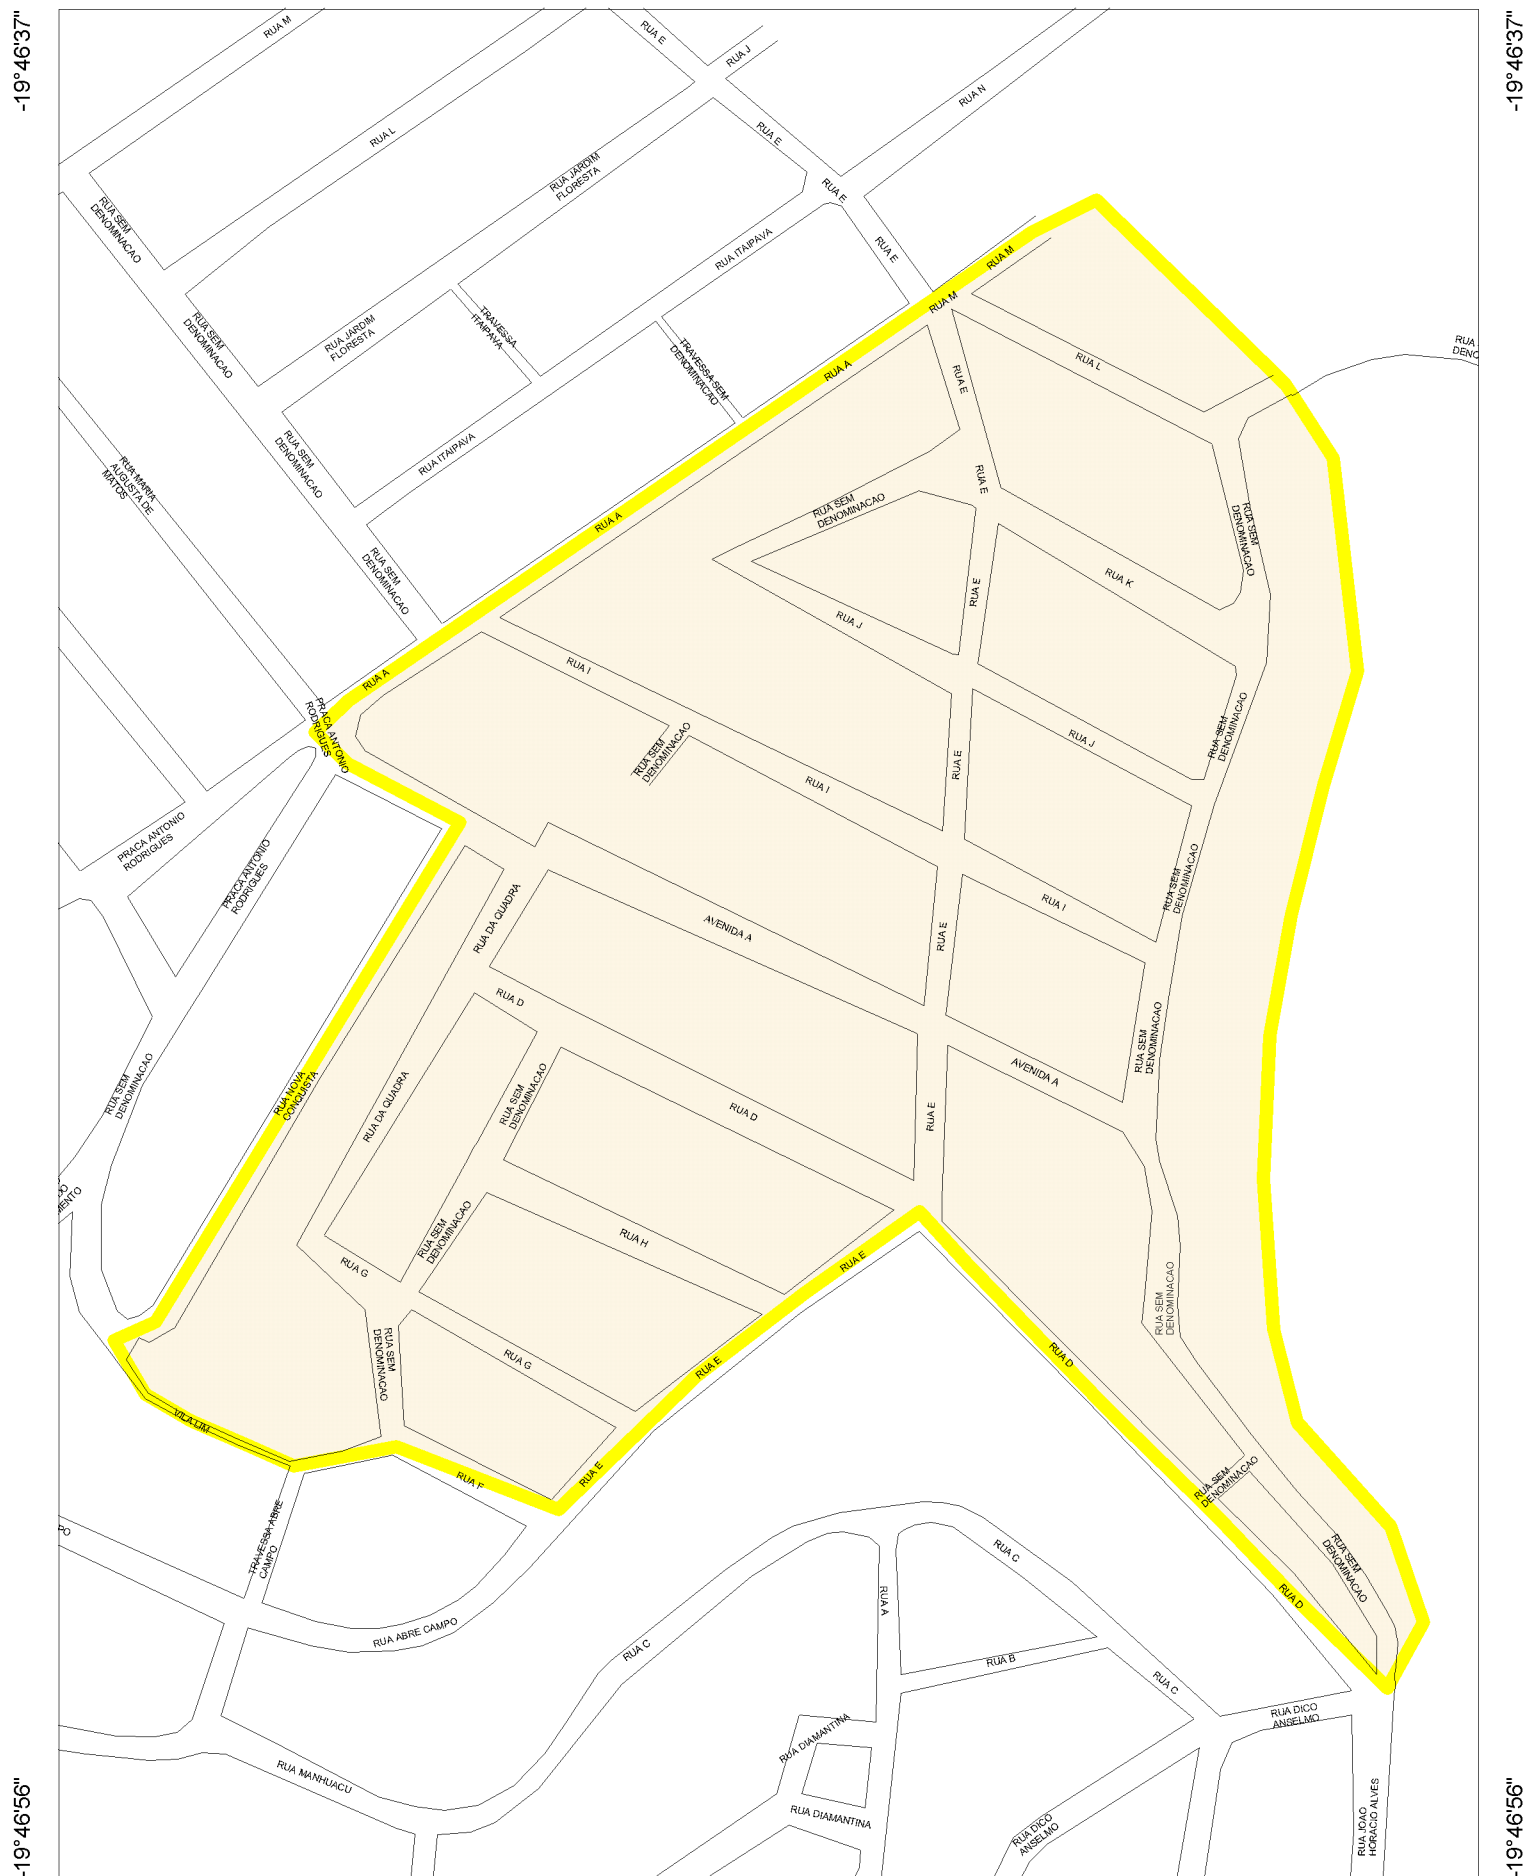 -19°46'37"
-19°46'37"
RUA M
RUA E
RUA J
RUA N
RUA L
RUA E
RUA JARDIM
FLORESTA
RUA E
RUA SEM
DENOMINACAO
RUA ITAIPAVA
RUA E
RUA M
RUA M
RUA SEM
DENOMINACAO
RUA JARDIM
FLORESTA
TRAVESSA
ITAIPAVA
TRAVESSA SEM
DENOMINACAO
RUA A
RUA E
RUA L
RUA
DENO
RUA SEM
DENOMINACAO
RUA ITAIPAVA
RUA MARIA
AUGUSTA DE
MATOS
RUA E
RUA SEM
DENOMINACAO
RUA A
RUA SEM
DENOMINACAO
RUA SEM
DENOMINACAO
RUA K
RUA E
RUA J
RUA A
RUA I
PRACA ANTONIO
RODRIGUES
RUA SEM
DENOMINACAO
RUA J
RUA SEM
DENOMINACAO
RUA E
RUA I
PRACA ANTONIO
RODRIGUES
PRACA ANTONIO
RODRIGUES
RUA SEM
DENOMINACAO
RUA I
RUA DA QUADRA
AVENIDA A
RUA E
RUA D
RUA SEM
DENOMINACAO
AVENIDA A
RUA SEM
DENOMINACAO
RUA NOVA
CONQUISTA
RUA DA QUADRA
RUA SEM
DENOMINACAO
RUA D
RUA E
DO
MENTO
RUA SEM
DENOMINACAO
RUA H
RUA G
RUA E
RUA SEM
DENOMINACAO
RUA SEM
DENOMINACAO
RUA G
RUA E
RUA D
VILA UM
RUA F
RUA E
RUA SEM
DENOMINACAO
PO
TRAVESSA ABRE
CAMPO
RUA C
RUA SEM
DENOMINACAO
RUA A
RUA D
RUA ABRE CAMPO
RUA C
RUA B
RUA C
RUA DICO
ANSELMO
RUA DIAMANTINA
RUA MANHUACU
RUA DIAMANTINA
RUA DICO
ANSELMO
RUA JOAO
HORACIO ALVES
-19°46'56"
-19°46'56"